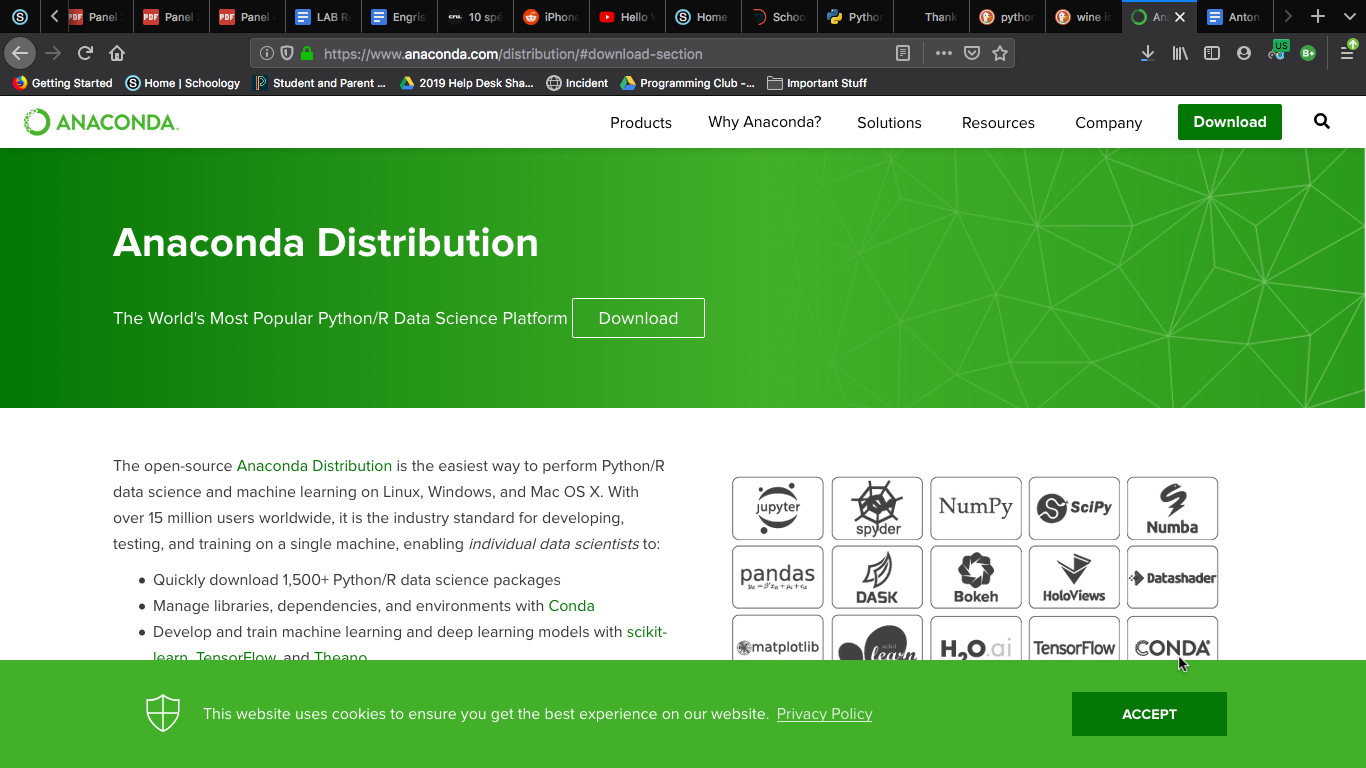 Panel
Panel
Panel
LAB R
Engris
cru.
10 spé
iPhone
Hello
Home
Schoo
Pythor
Thank
python
wine is
An
Anton
https://www.anaconda.com/distribution/#download-section
US
B+
Getting Started
Home | Schoology
Student and Parent ...
2019 Help Desk Sha...
Incident
Programming Club -...
Important Stuff
ANACONDA.
Products
Why Anaconda?
Solutions
Resources
Company
Download
Anaconda Distribution
The World's Most Popular Python/R Data Science Platform
Download
The open-source Anaconda Distribution is the easiest way to perform Python/R
data science and machine learning on Linux, Windows, and Mac OS X. With
over 15 million users worldwide, it is the industry standard for developing,
testing, and training on a single machine, enabling individual data scientists to:
• Quickly download 1,500+ Python/R data science packages
• Manage libraries, dependencies, and environments with Conda
• Develop and train machine learning and deep learning models with scikit-
learn, TensorFlow, and Theano
jupyter
spyder
NumPy
SciPy
Numba
pandas
DASK
Bokeh
HoloViews
Datashader
matplotlib
learn
H2O.ai
TensorFlow
CONDA
This website uses cookies to ensure you get the best experience on our website. Privacy Policy
ACCEPT